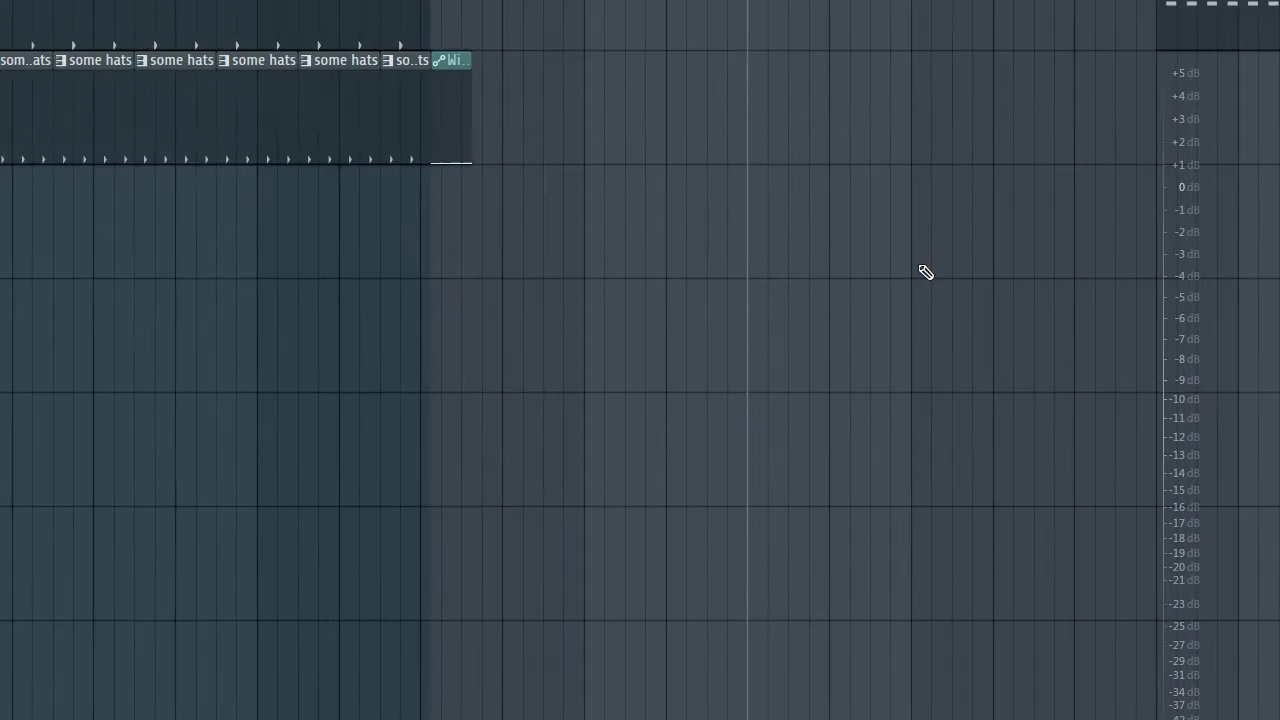 som..ats some hats some hats some hats some hats so..ts Wi..
+5 dB
+4 dB
+3 dB
+2 dB
+1 dB
0 dB
-1 dB
-2 dB
-3 dB
-4 dB
-5 dB
-6 dB
-7 dB
-8 dB
-9 dB
-10 dB
-11 dB
-12 dB
-13 dB
-14 dB
-15 dB
-16 dB
-17 dB
-18 dB
-19 dB
-20 dB
-21 dB
-23 dB
-25 dB
-27 dB
-29 dB
-31 dB
-34 dB
-37 dB